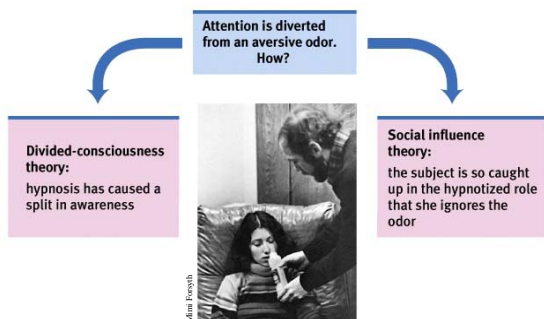 Attention is diverted
from an aversive odor.
How?
Divided-consciousness
theory:
hypnosis has caused a
split in awareness
Social influence
theory:
the subject is so caught
up in the hypnotized role
that she ignores the
odor
Mimi Forsyth